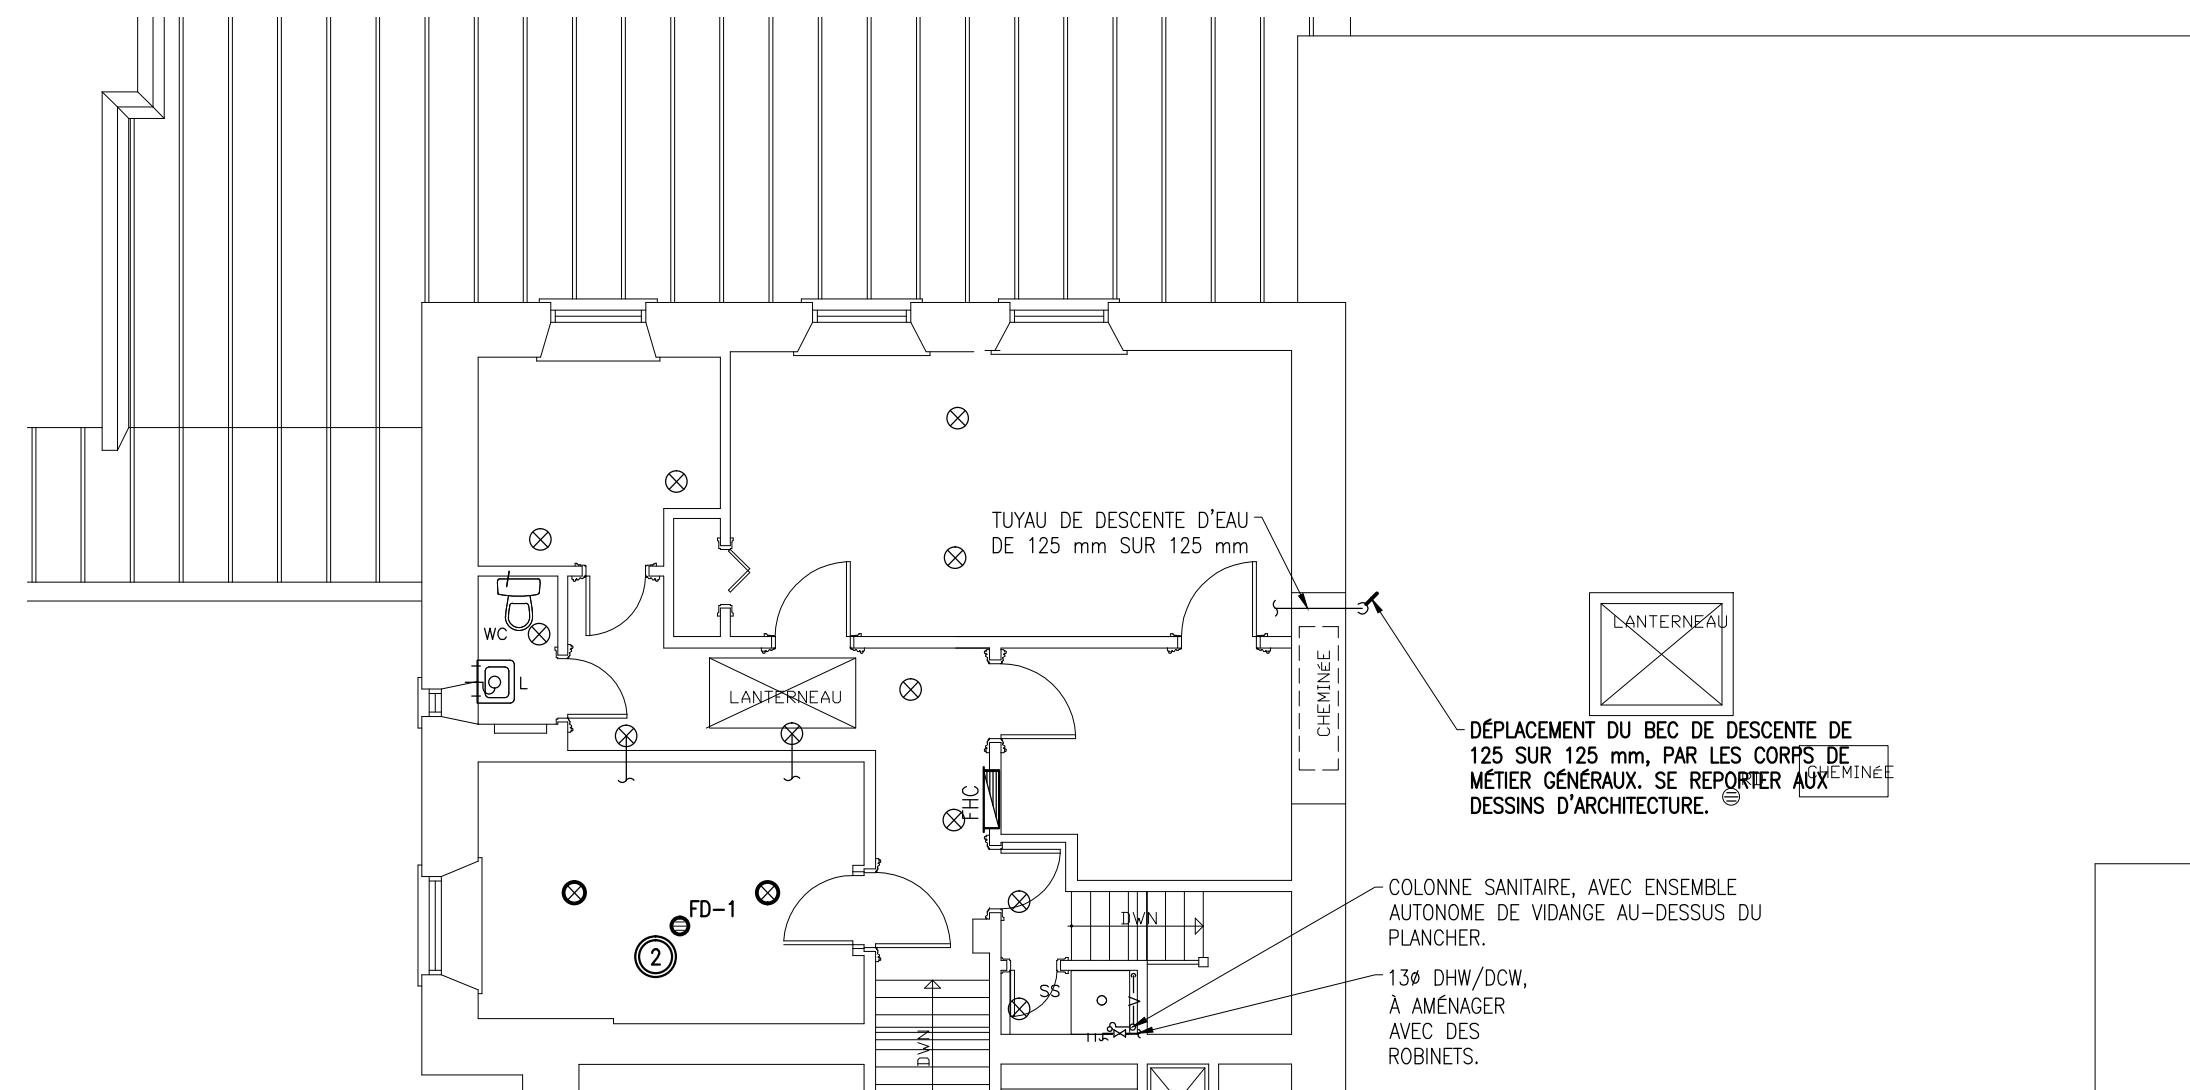 TUYAU DE DESCENTE D'EAU
DE 125 mm SUR 125 mm
WC
L
LANTERNEAU
CHEMINÉE
LANTERNEAU
DÉPLACEMENT DU BEC DE DESCENTE DE
125 SUR 125 mm, PAR LES CORPS DE
MÉTIER GÉNÉRAUX. SE REPORTER AUX
DESSINS D'ARCHITECTURE.
CHEMINÉE
FHC
FD-1
2
DWN
COLONNE SANITAIRE, AVEC ENSEMBLE
AUTONOME DE VIDANGE AU-DESSUS DU
PLANCHER.
SS
V
13ø DHW/DCW,
À AMÉNAGER
AVEC DES
ROBINETS.
DWN